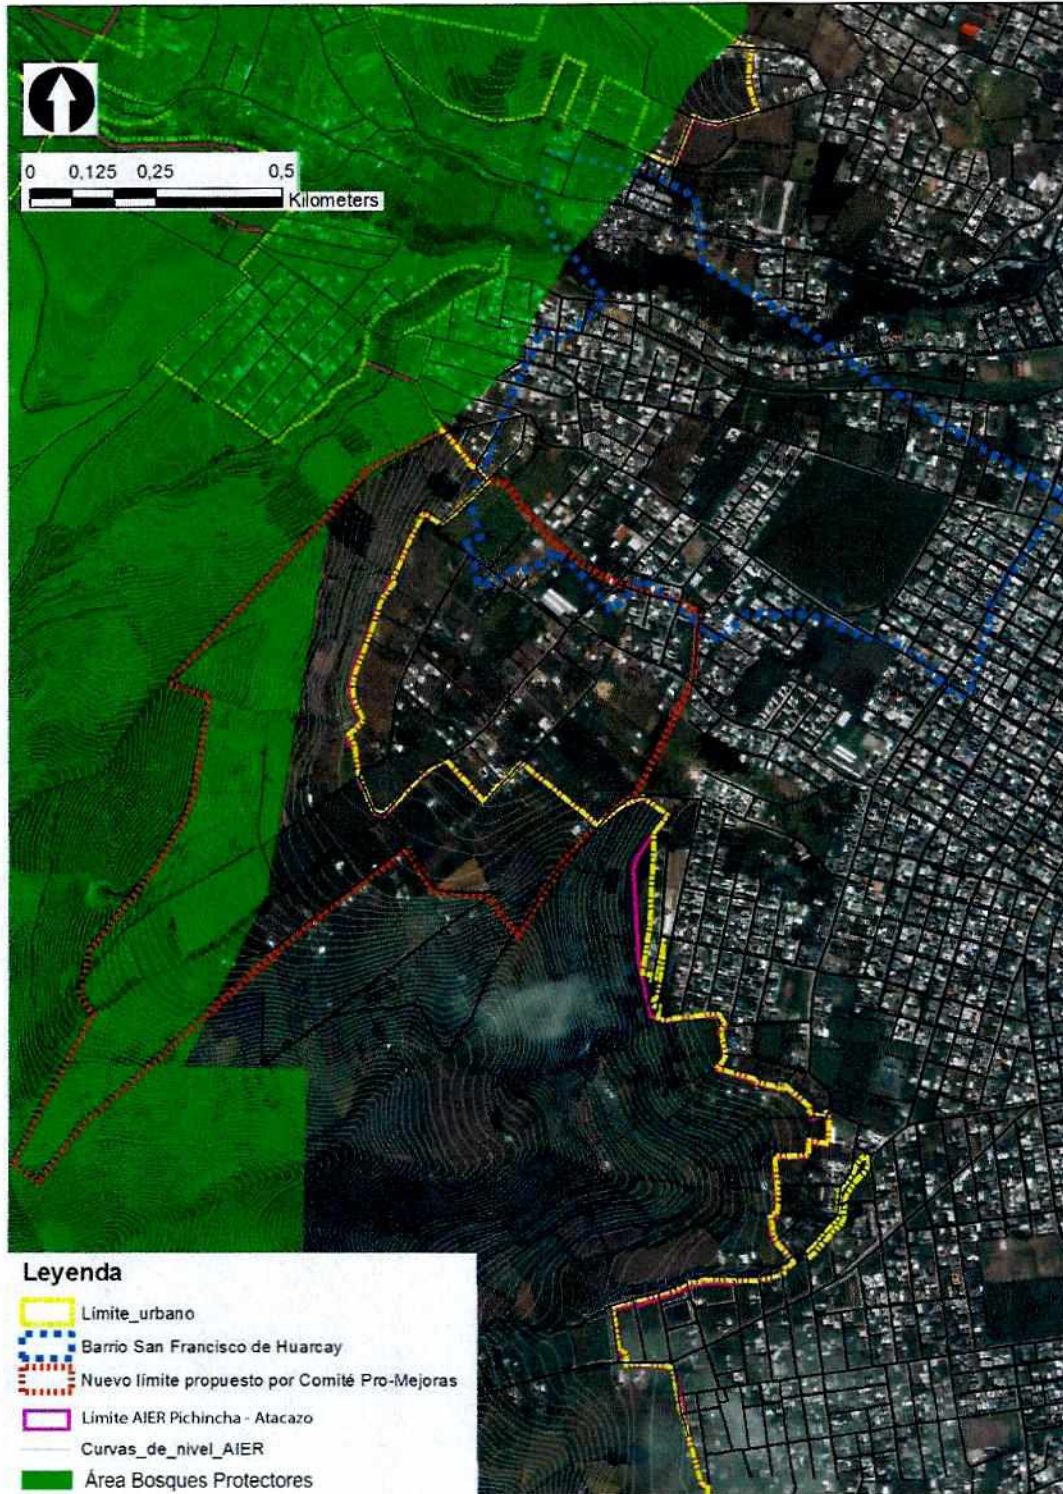 0 0,125 0,25 0,5
Kilometers
Leyenda
Límite_urbano
Barrio San Francisco de Huarcay
Nuevo límite propuesto por Comité Pro-Mejoras
Límite AIER Pichincha - Atacazo
Curvas_de_nivel_AIER
Área Bosques Protectores